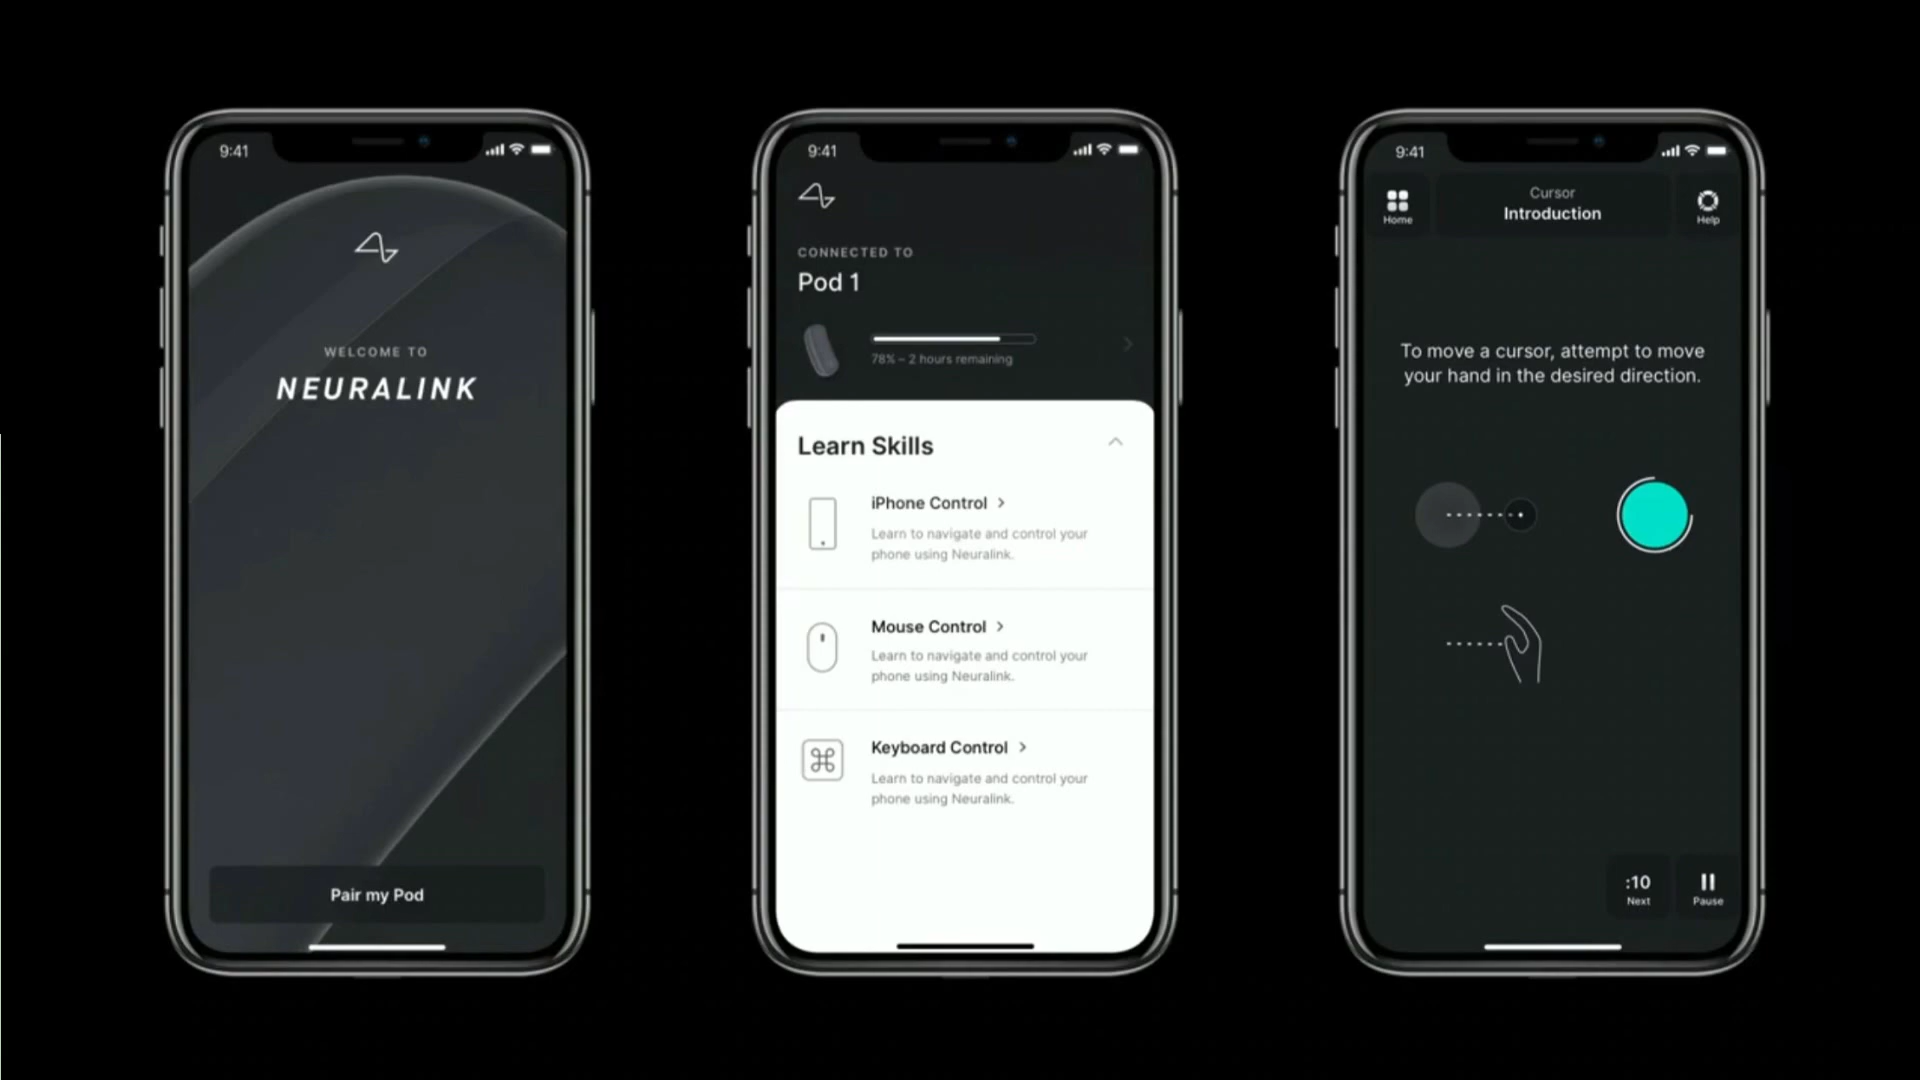 9:41
WELCOME TO
NEURALINK
Pair my Pod
9:41
CONNECTED TO
Pod 1
78% – 2 hours remaining
Learn Skills
iPhone Control
Learn to navigate and control your
phone using Neuralink.
Mouse Control
Learn to navigate and control your
phone using Neuralink.
Keyboard Control
Learn to navigate and control your
phone using Neuralink.
9:41
Home
Cursor
Introduction
Help
To move a cursor, attempt to move
your hand in the desired direction.
:10
Next
Pause